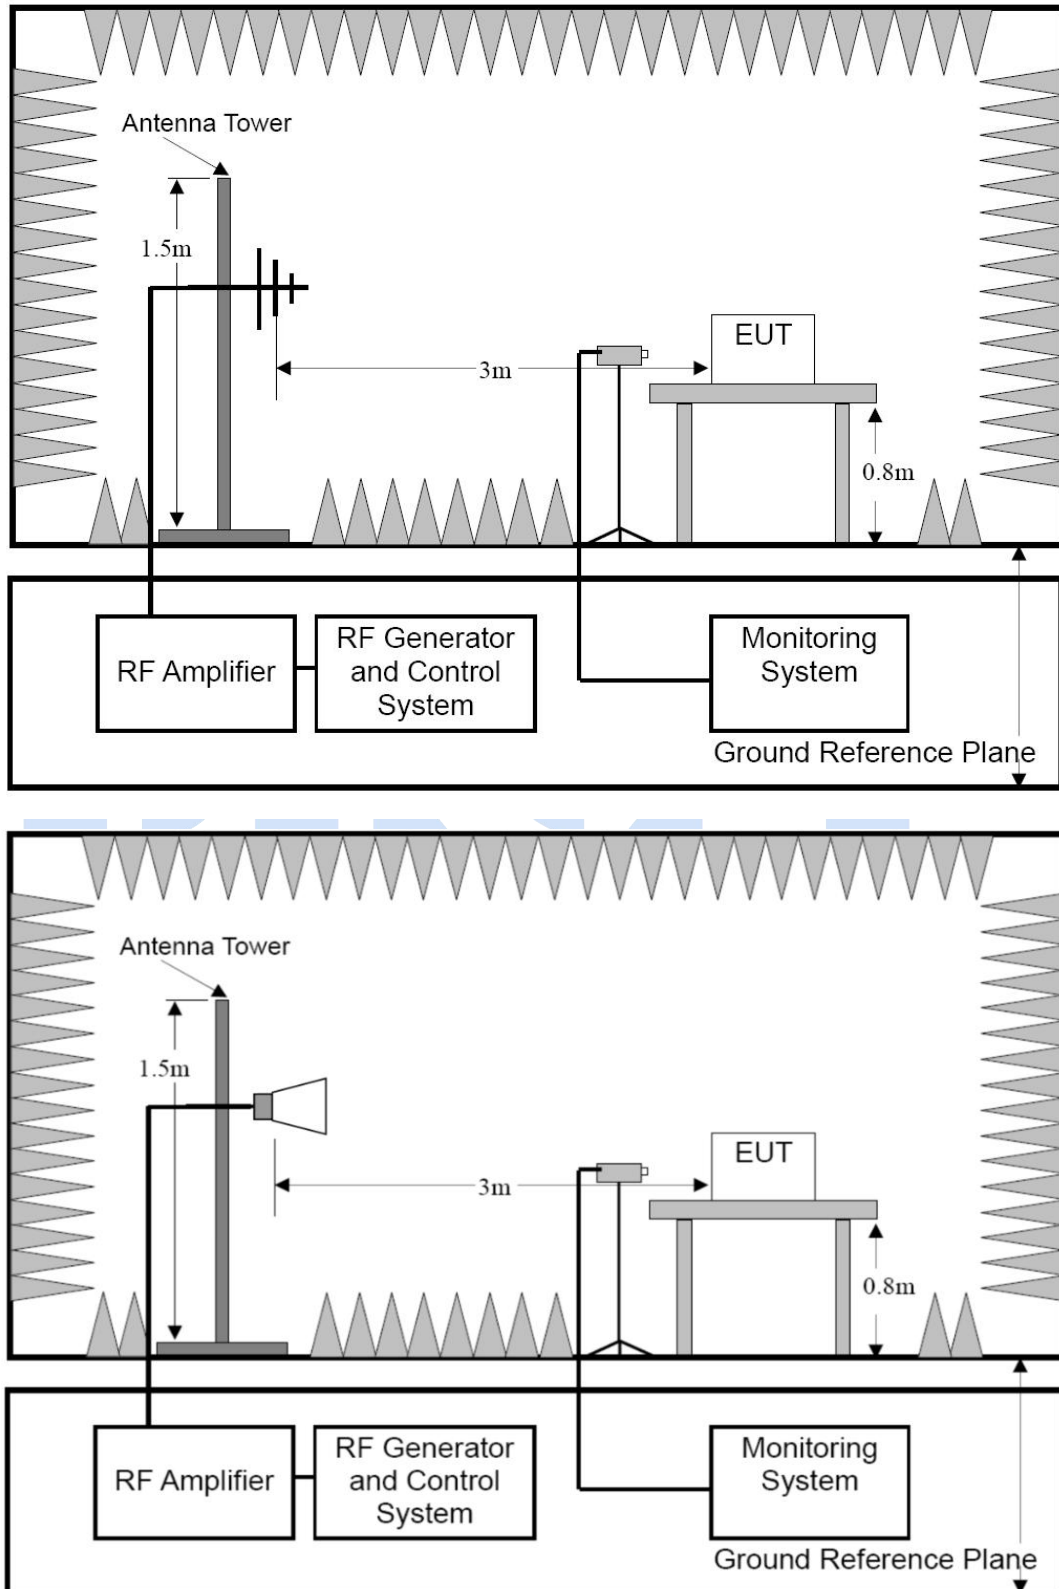 Antenna Tower
1.5m
EUT
3m
0.8m
RF Amplifier
RF Generator
and Control
System
Monitoring
System
Ground Reference Plane
Antenna Tower
1.5m
EUT
3m
0.8m
RF Amplifier
RF Generator
and Control
System
Monitoring
System
Ground Reference Plane